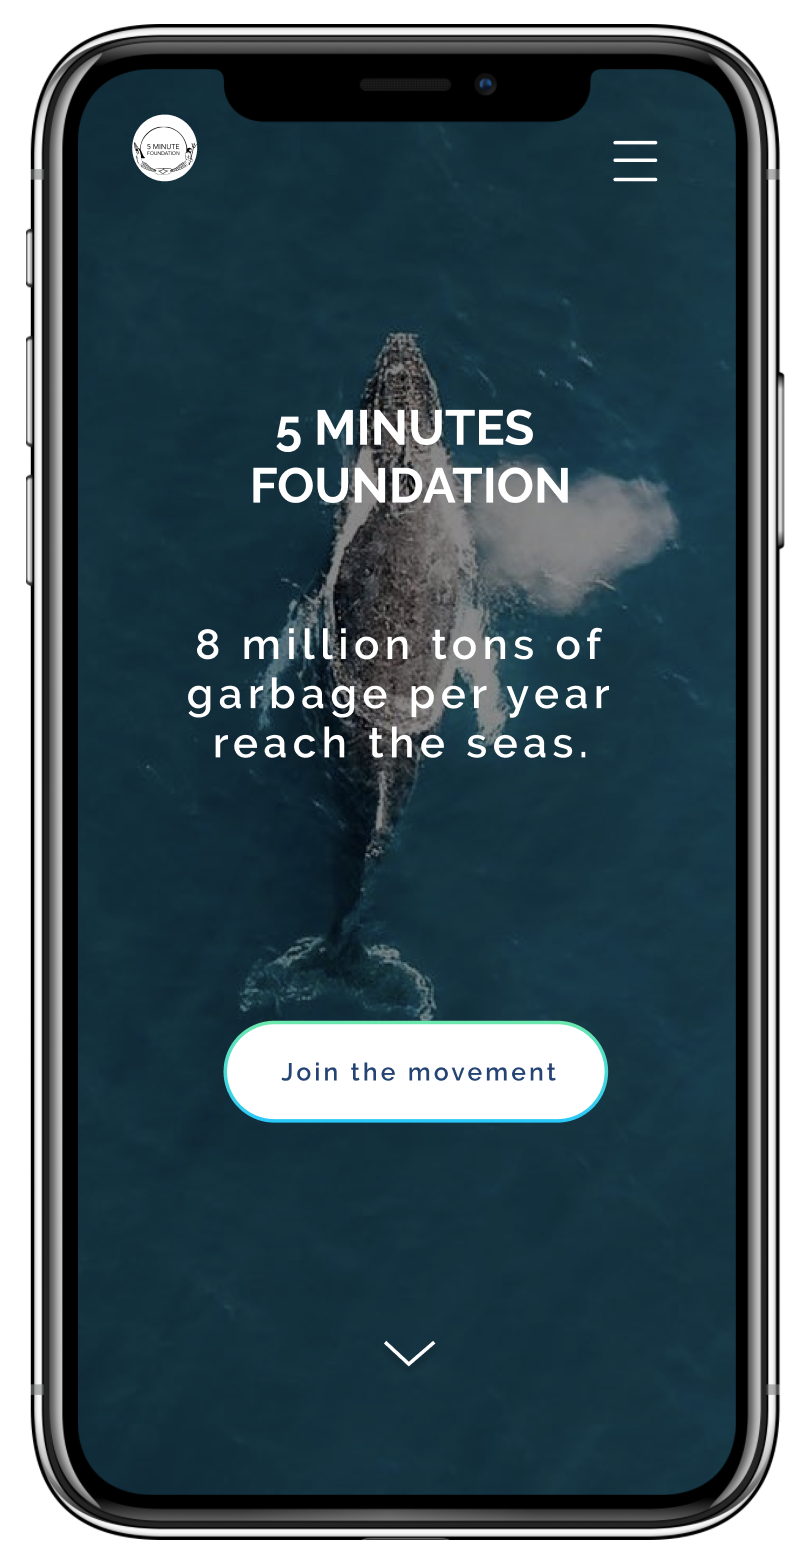 5 MINUTE
FOUNDATION
5 MINUTES
FOUNDATION
8 million tons of
garbage per year
reach the seas.
Join the movement